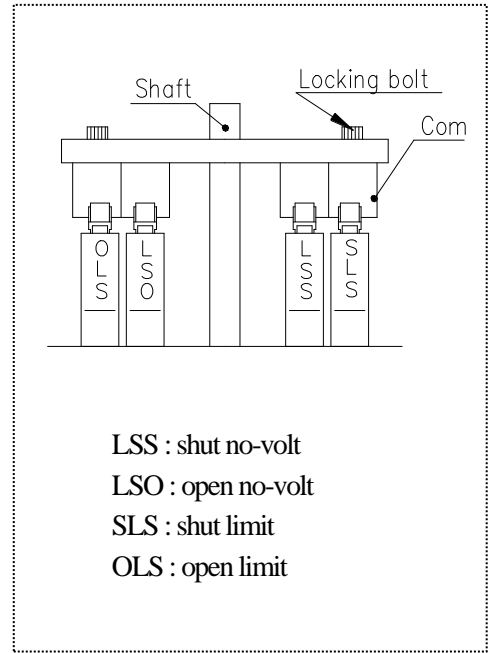 Shaft
Locking bolt
Com
OLS
LSO
LSS
SLS
LSS : shut no-volt
LSO : open no-volt
SLS : shut limit
OLS : open limit